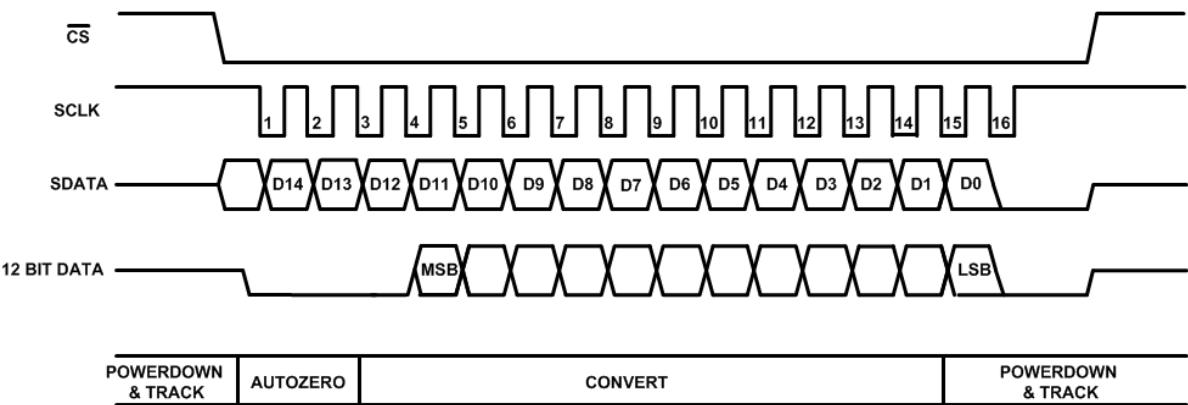 CS
SCLK
1 2 3 4 5 6 7 8 9 10 11 12 13 14 15 16
SDATA
D14 D13 D12 D11 D10 D9 D8 D7 D6 D5 D4 D3 D2 D1 D0
12 BIT DATA
MSB LSB
POWERDOWN
& TRACK
AUTOZERO
CONVERT
POWERDOWN
& TRACK